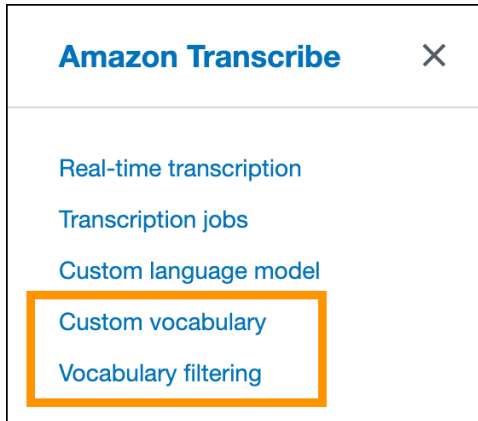 Amazon Transcribe
Real-time transcription
Transcription jobs
Custom language model
Custom vocabulary
Vocabulary filtering